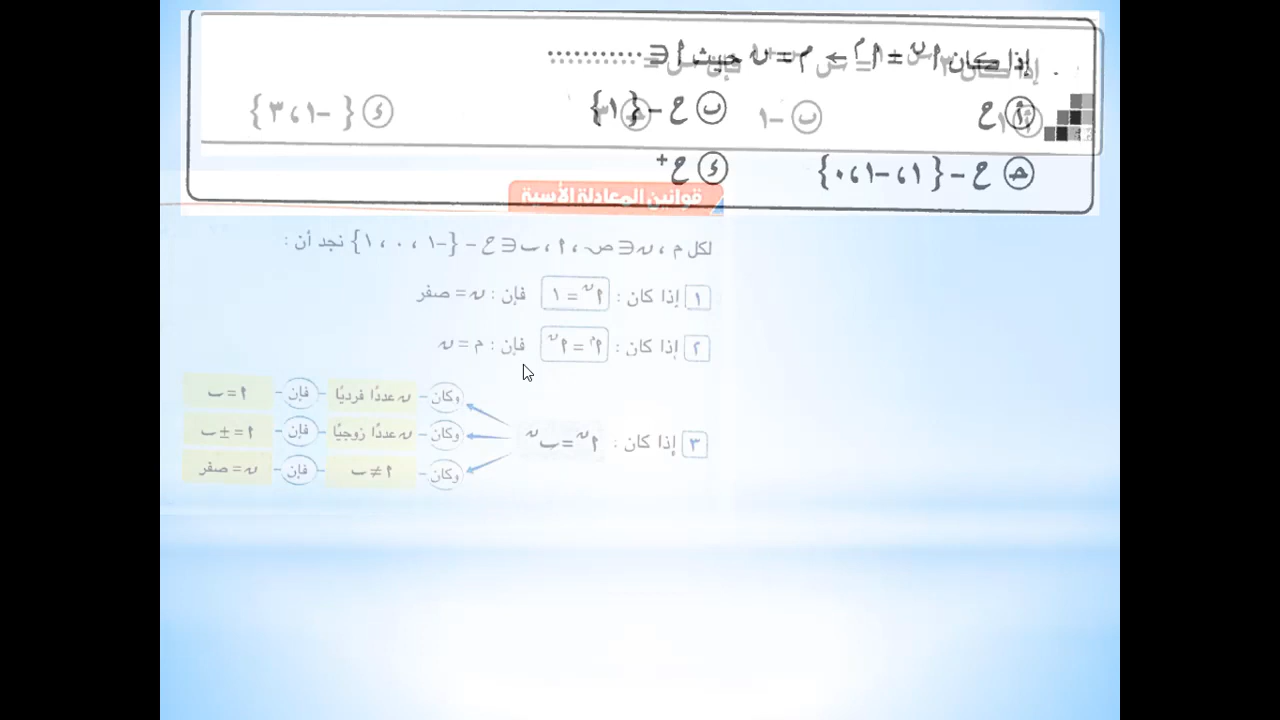 إذا كان أ^ن = أ^م ← م = ن حيث أ ∈ ............
أ ح ب ح − {١}
ب −١ د {−١، ٣}
ج ح − {١، −١، ٠} د ح+
قوانين المعادلة الأسية
لكل م، ن ∈ ص، أ، ب ∈ ح − {−١، ٠، ١} نجد أن :
١ إذا كان : أ^ن = ١ فإن : ن = صفر
٢ إذا كان : أ^م = أ^ن فإن : م = ن
وكان ن عددًا فرديًا فإن أ = ب
٣ إذا كان : أ^ن = ب^ن وكان ن عددًا زوجيًا فإن أ = ± ب
وكان أ ≠ ب فإن ن = صفر